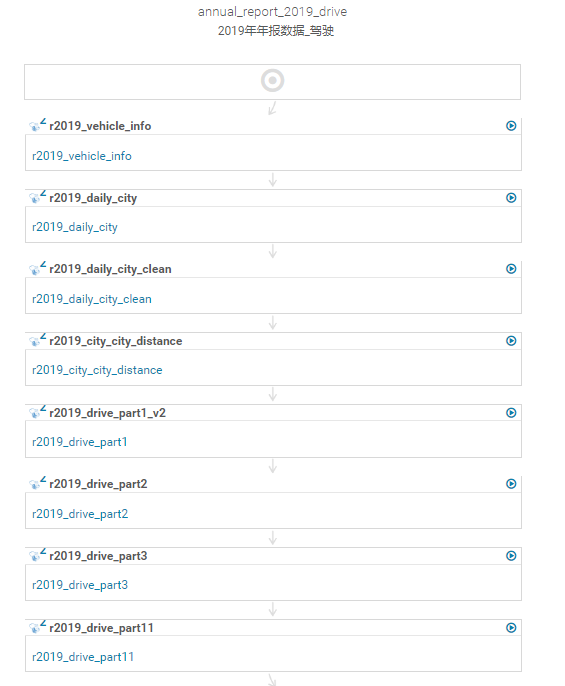 annual_report_2019_drive
2019年年报数据_驾驶
r2019_vehicle_info
r2019_vehicle_info
r2019_daily_city
r2019_daily_city
r2019_daily_city_clean
r2019_daily_city_clean
r2019_city_city_distance
r2019_city_city_distance
r2019_drive_part1_v2
r2019_drive_part1
r2019_drive_part2
r2019_drive_part2
r2019_drive_part3
r2019_drive_part3
r2019_drive_part11
r2019_drive_part11